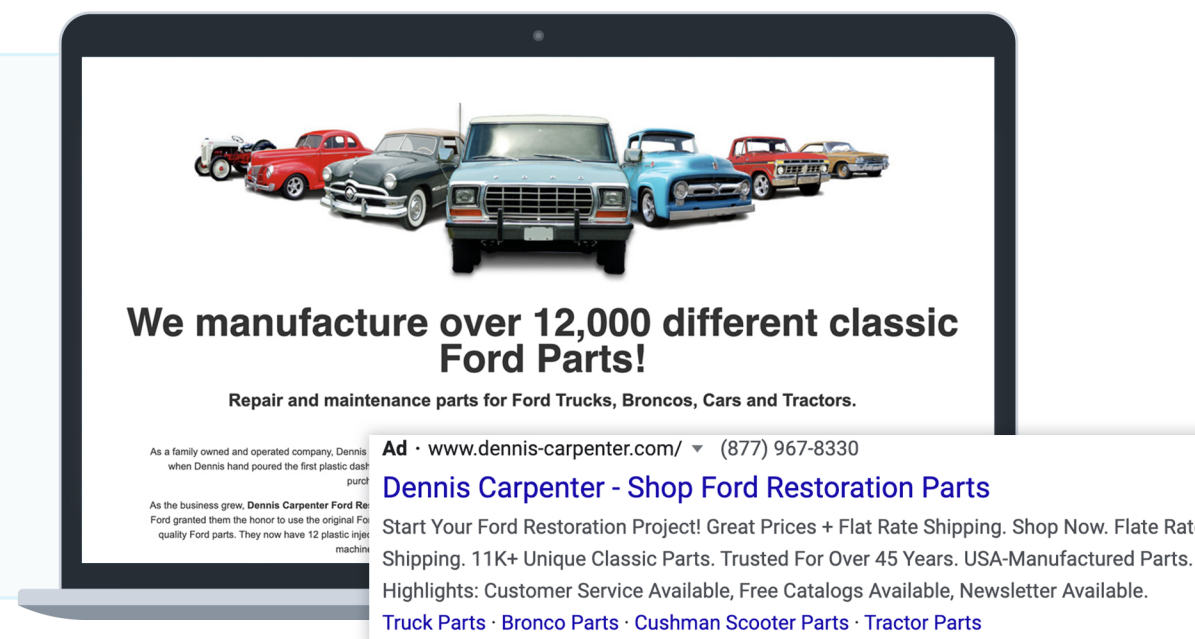 We manufacture over 12,000 different classic
Ford Parts!
Repair and maintenance parts for Ford Trucks, Broncos, Cars and Tractors.
As a family owned and operated company, Dennis
when Dennis hand poured the first plastic
As the business grew, Dennis Carpenter Ford
Ford granted them the honor to use the original
quality Ford parts. They now have 12 plastic
Ad · www.dennis-carpenter.com/ (877) 967-8330
Dennis Carpenter - Shop Ford Restoration Parts
Start Your Ford Restoration Project! Great Prices + Flat Rate Shipping. Shop Now. Flate
Shipping. 11K+ Unique Classic Parts. Trusted For Over 45 Years. USA-Manufactured Parts.
Highlights: Customer Service Available, Free Catalogs Available, Newsletter Available.
Truck Parts · Bronco Parts · Cushman Scooter Parts · Tractor Parts